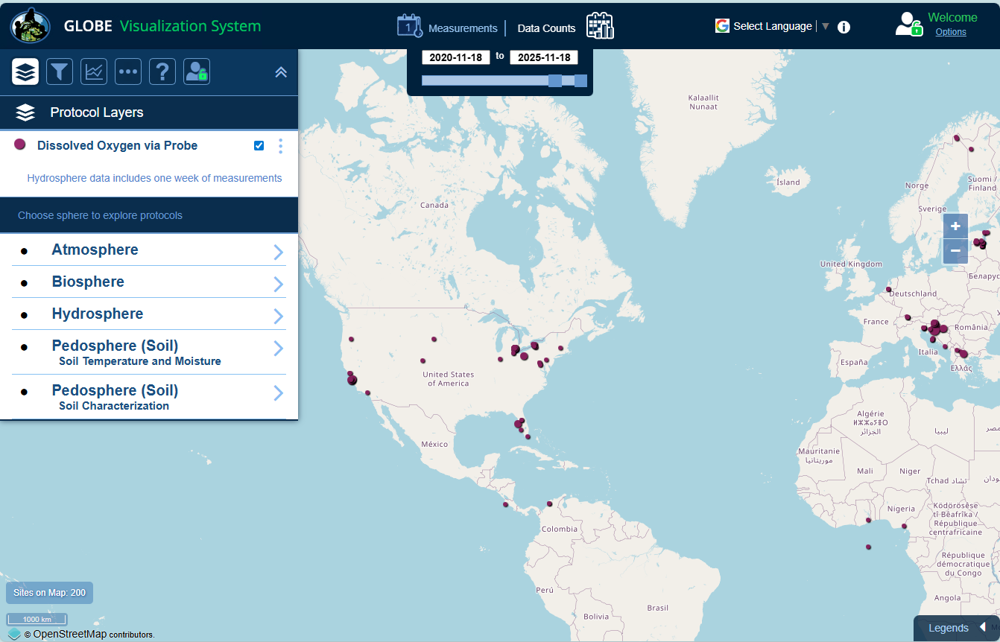 GLOBE Visualization System
1
Measurements
Data Counts
Select Language
Welcome
Options
2020-11-18 to 2025-11-18
?
Protocol Layers
Dissolved Oxygen via Probe
Hydrosphere data includes one week of measurements
Choose sphere to explore protocols
Atmosphere
Biosphere
Hydrosphere
Pedosphere (Soil)
Soil Temperature and Moisture
Pedosphere (Soil)
Soil Characterization
Kalaallit
Nunaat
Ísland
Norge
Suomi /
Finland
Sverige
Canada
+
−
United Kingdom
Беларус
Deutschland
France
România
Italia
España
Ελλάς
United States
of America
México
Algérie
ⵍⵣⵣⴰⵢⴻⵔ
الجزائر
ليبيا
مصر
Mauritanie
موريتانيا
Mali
Niger
Tchad تشاد
ودان
Nigeria
Ködörösêse
tî Bêafrîka /
République
centrafricaine
Colombia
République
démocratique
du Congo
Perú
Brasil
Bolivia
Angola
Sites on Map: 200
1000 km
© OpenStreetMap contributors.
Legends